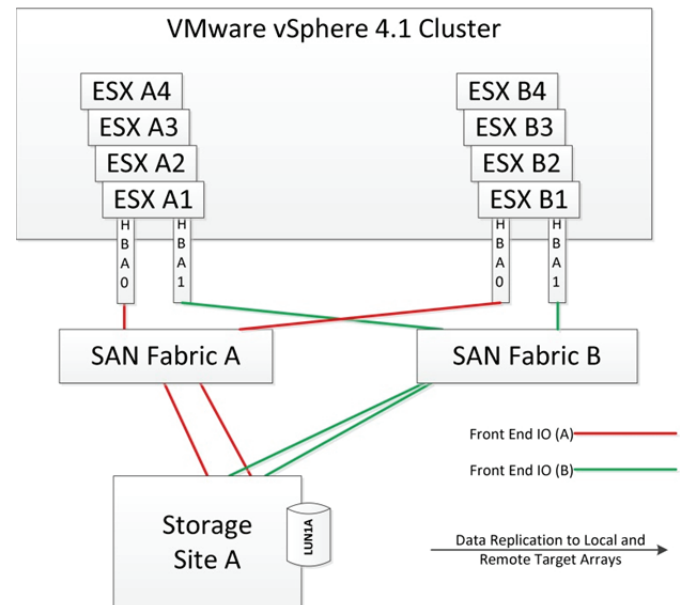 VMware vSphere 4.1 Cluster
ESX A4
ESX A3
ESX A2
ESX A1
ESX B4
ESX B3
ESX B2
ESX B1
HBA0
HBA1
HBA0
HBA1
SAN Fabric A
SAN Fabric B
Front End IO (A)
Front End IO (B)
Storage
Site A
LUN1A
Data Replication to Local and
Remote Target Arrays